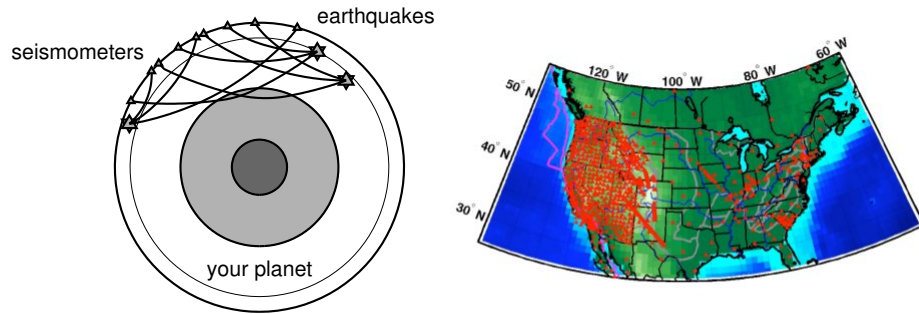 earthquakes
seismometers
your planet
120° W
100° W
80° W
60° W
50° N
40° N
30° N